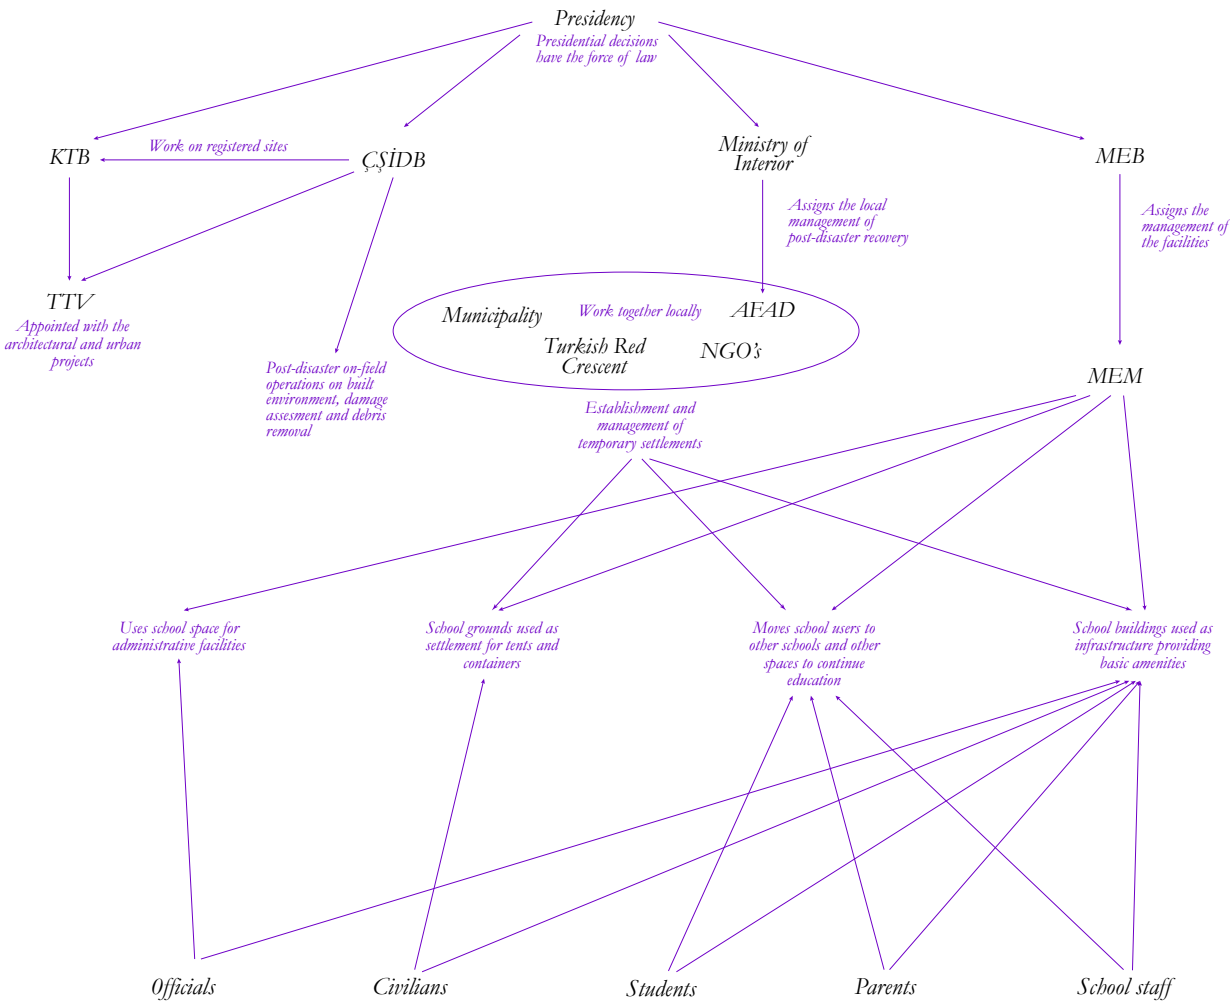 Presidency
Presidential decisions
have the force of law
KTB
Work on registered sites
ÇŞİDB
Ministry of
Interior
MEB
Assigns the local
management of
post-disaster recovery
Assigns the
management of
the facilities
TTV
Appointed with the
architectural and urban
projects
Municipality
Work together locally
AFAD
Turkish Red
Crescent
NGO's
Post-disaster on-field
operations on built
environment, damage
assesment and debris
removal
MEM
Establishment and
management of
temporary settlements
Uses school space for
administrative facilities
School grounds used as
settlement for tents and
containers
Moves school users to
other schools and other
spaces to continue
education
School buildings used as
infrastructure providing
basic amenities
0fficials
Civilians
Students
Parents
School staff